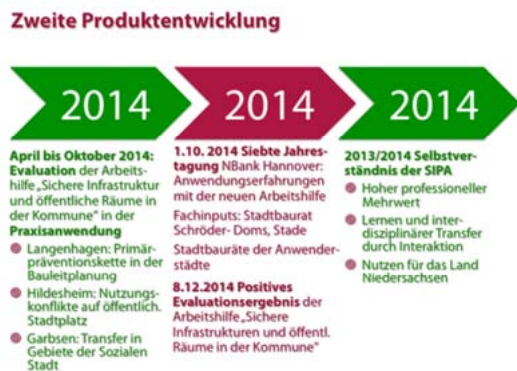 Zweite Produktentwicklung
2014
2014
2014
April bis Oktober 2014:
Evaluation der Arbeits-
hilfe „Sichere Infrastruktur
und öffentliche Räume in
der Kommune" in der
Praxisanwendung
Langenhagen: Primär-
präventionskette in der
Bauleitplanung
Hildesheim: Nutzungs-
konflikte auf öffentlich.
Stadtplatz
Garbsen: Transfer in
Gebiete der Sozialen
Stadt
1.10. 2014 Siebte Jahres-
tagung NBank Hannover:
Anwendungserfahrungen
mit der neuen Arbeitshilfe
Fachinputs: Stadtbaurat
Schröder- Doms, Stade
Stadtbauräte der Anwender-
städte
8.12.2014 Positives
Evaluationsergebnis der
Arbeitshilfe „Sichere
Infrastrukturen und öffentl.
Räume in der Kommune"
2013/2014 Selbstver-
ständnis der SIPA
Hoher professioneller
Mehrwert
Lernen und inter-
disziplinärer Transfer
durch Interaktion
Nutzen für das Land
Niedersachsen